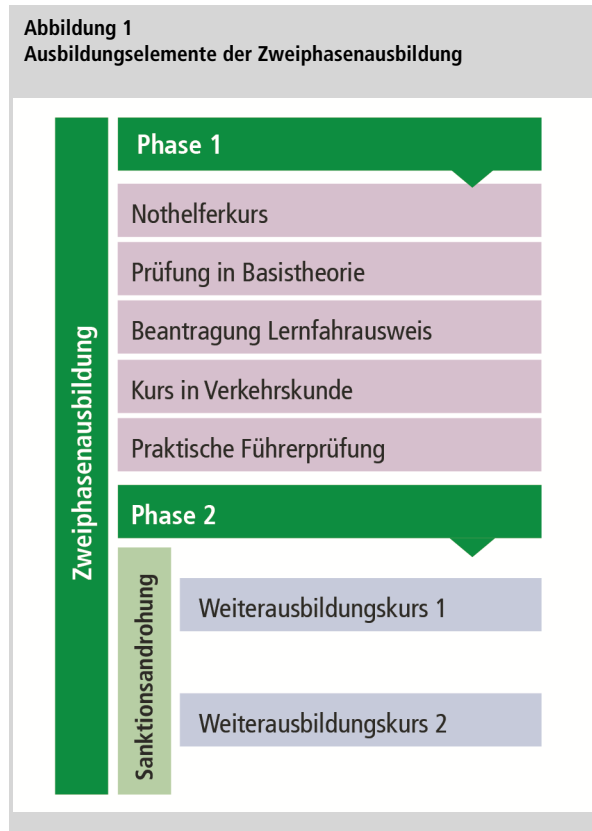 Abbildung 1
Ausbildungselemente der Zweiphasenausbildung
Zweiphasenausbildung
Phase 1
Nothelferkurs
Prüfung in Basistheorie
Beantragung Lernfahrausweis
Kurs in Verkehrskunde
Praktische Führerprüfung
Phase 2
Sanktionsandrohung
Weiterausbildungskurs 1
Weiterausbildungskurs 2